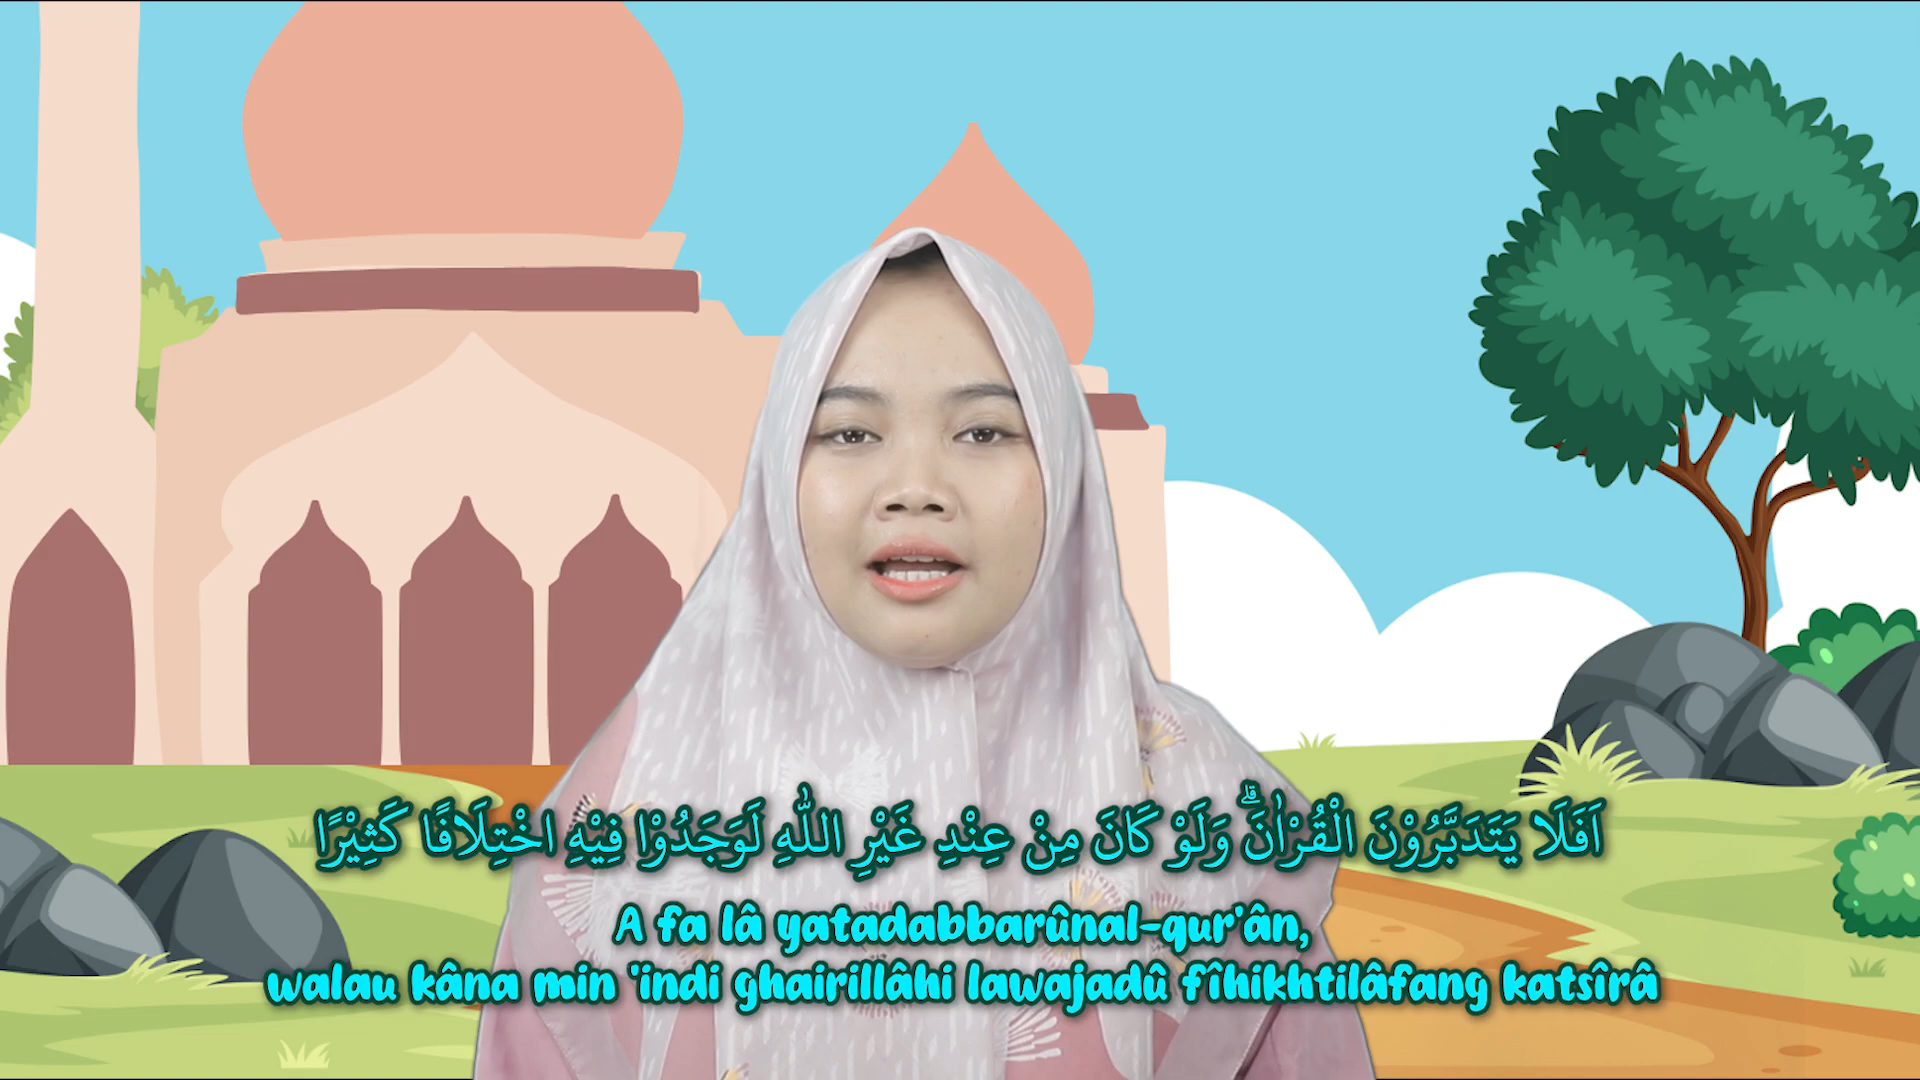 اَفَلَا يَتَدَبَّرُوْنَ الْقُرْاٰنَۗ وَلَوْ كَانَ مِنْ عِنْدِ غَيْرِ اللّٰهِ لَوَجَدُوْا فِيْهِ اخْتِلَافًا كَثِيْرًا
A fa lâ yatadabbarûnal-qur'ân,
walau kâna min 'indi ghairillâhi lawajadû fîhikhtilâfang katsîrâ